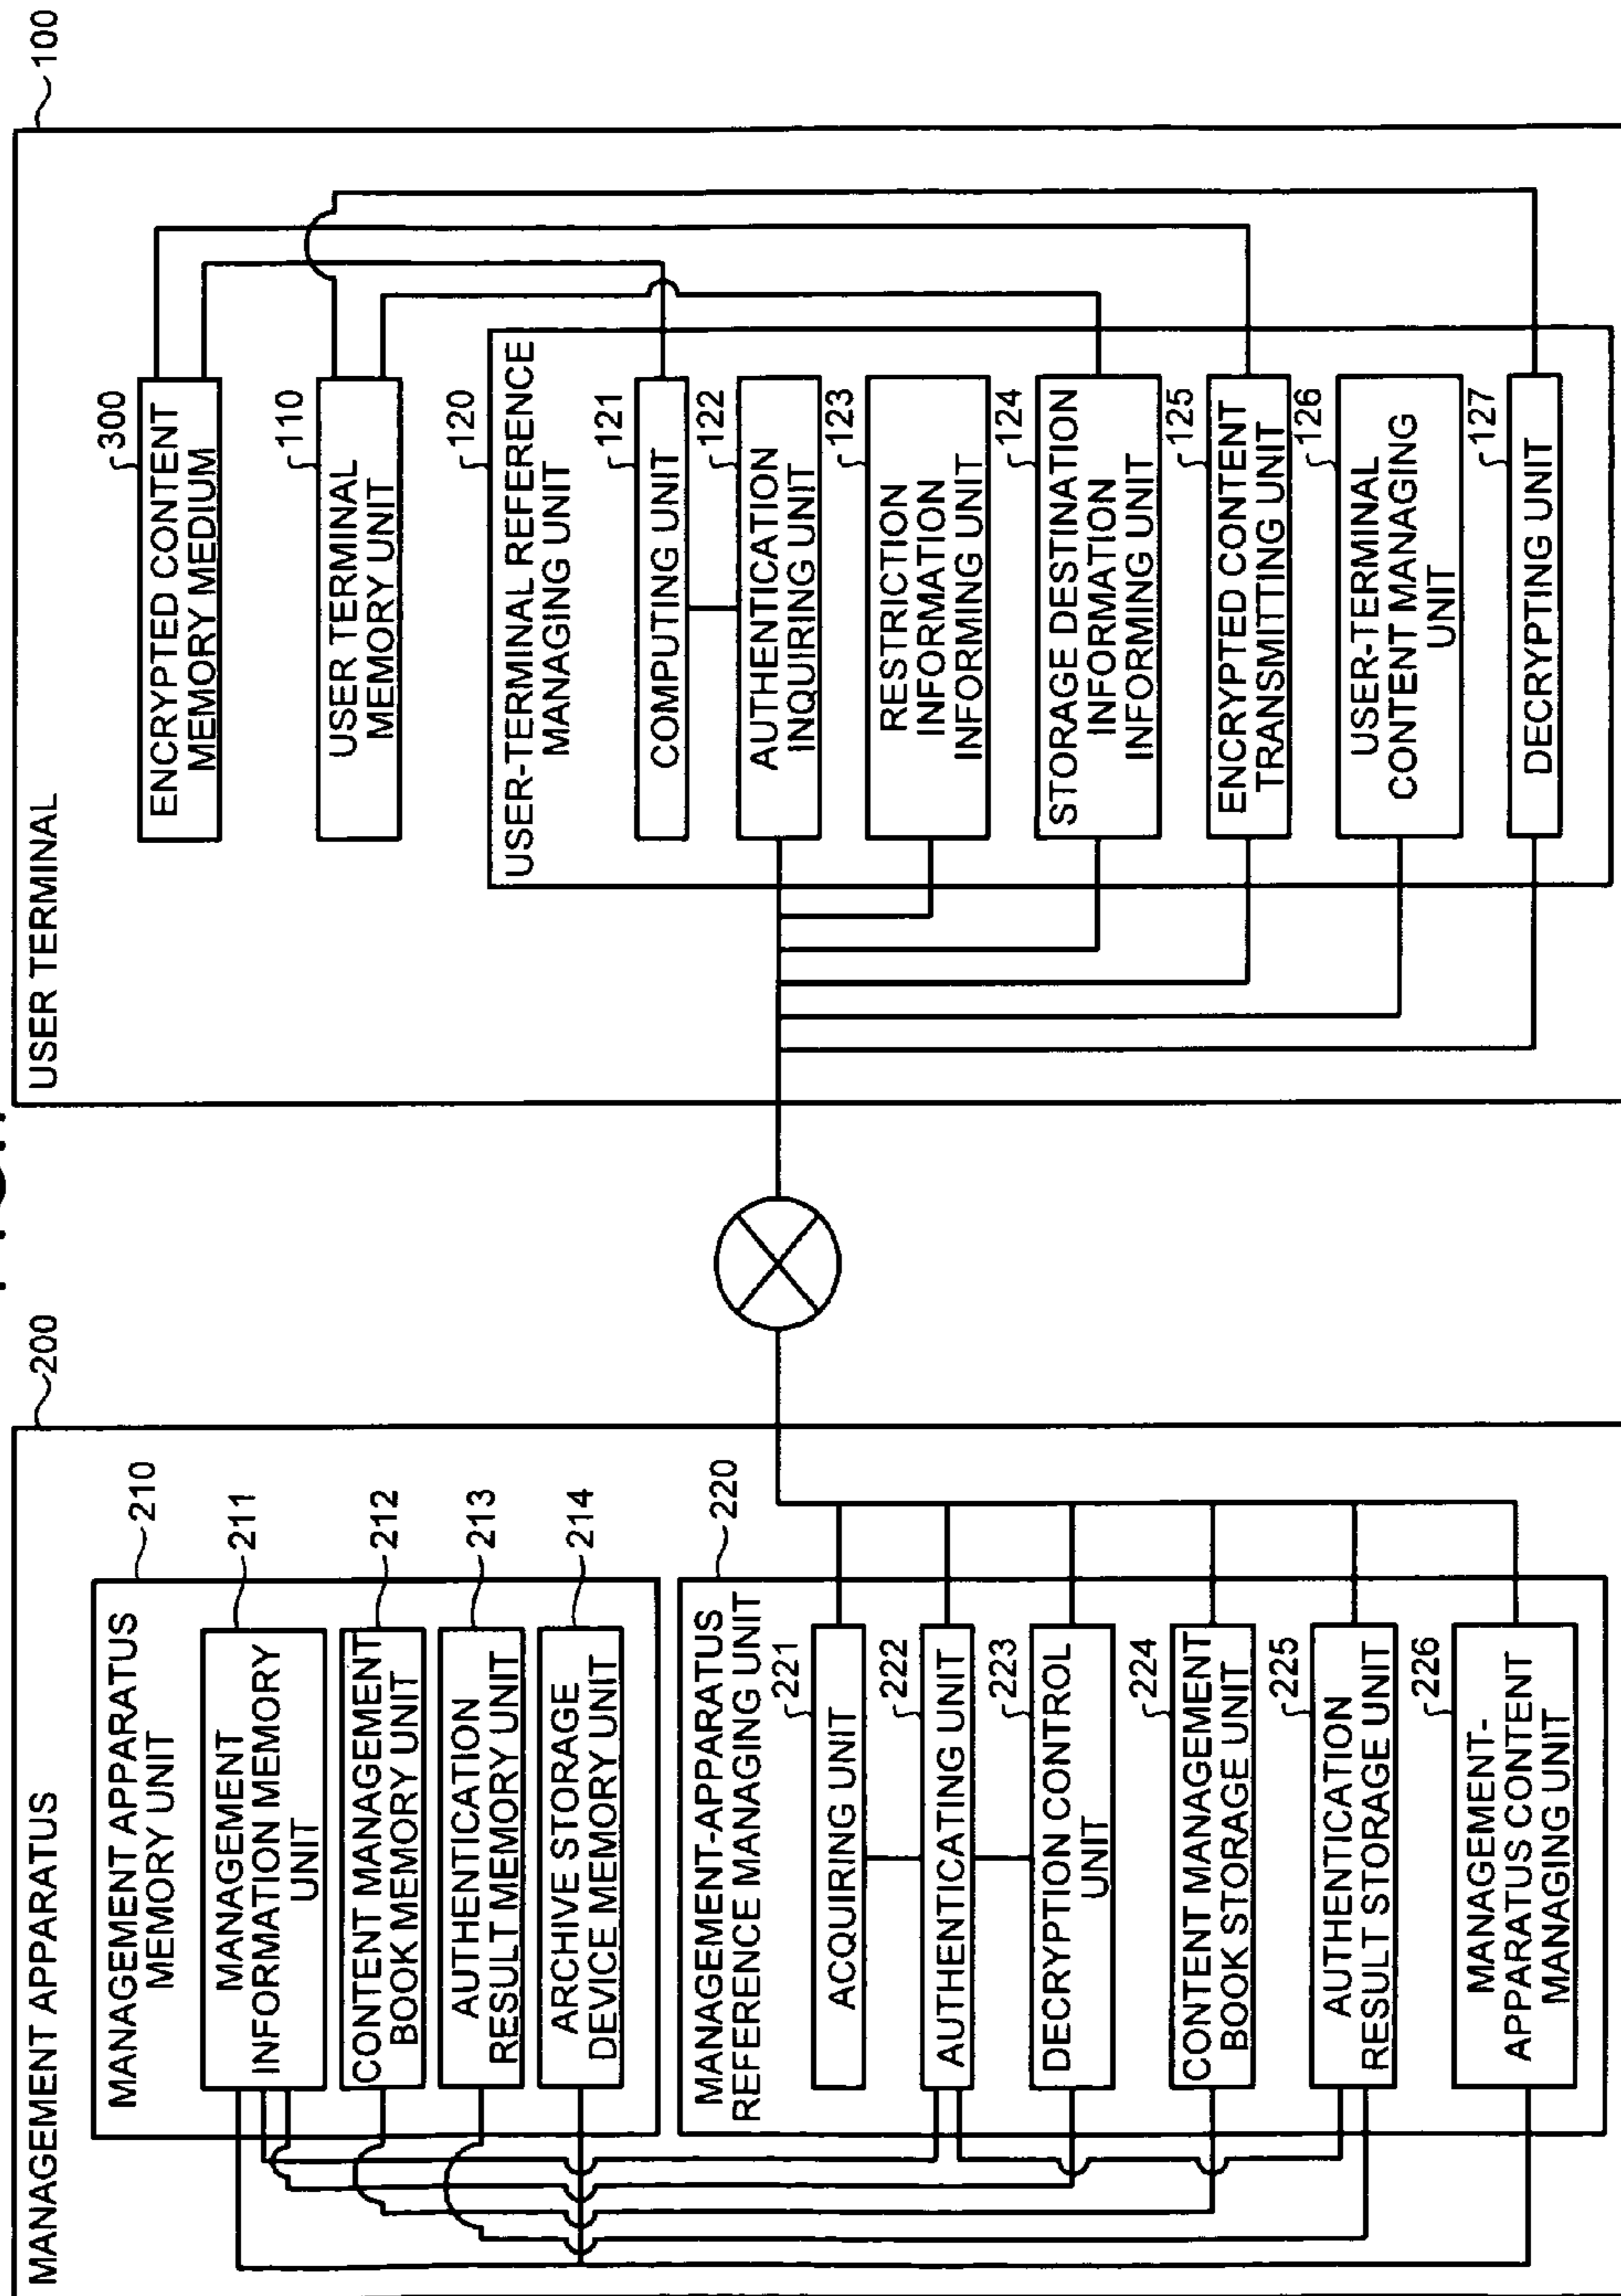 USER TERMINAL
100
ENCRYPTED CONTENT
MEMORY MEDIUM
300
USER TERMINAL
MEMORY UNIT
110
USER-TERMINAL REFERENCE
MANAGING UNIT
120
COMPUTING UNIT
121
AUTHENTICATION
INQUIRING UNIT
122
RESTRICTION
INFORMATION
INFORMING UNIT
123
STORAGE DESTINATION
INFORMATION
INFORMING UNIT
124
ENCRYPTED CONTENT
TRANSMITTING UNIT
125
USER-TERMINAL
CONTENT MANAGING
UNIT
126
DECRYPTING UNIT
127
MANAGEMENT APPARATUS
200
MANAGEMENT APPARATUS
MEMORY UNIT
210
MANAGEMENT
INFORMATION MEMORY
UNIT
211
CONTENT MANAGEMENT
BOOK MEMORY UNIT
212
AUTHENTICATION
RESULT MEMORY UNIT
213
ARCHIVE STORAGE
DEVICE MEMORY UNIT
214
MANAGEMENT-APPARATUS
REFERENCE MANAGING UNIT
220
ACQUIRING UNIT
221
AUTHENTICATING UNIT
222
DECRYPTION CONTROL
UNIT
223
CONTENT MANAGEMENT
BOOK STORAGE UNIT
224
AUTHENTICATION
RESULT STORAGE UNIT
225
MANAGEMENT-
APPARATUS CONTENT
MANAGING UNIT
226